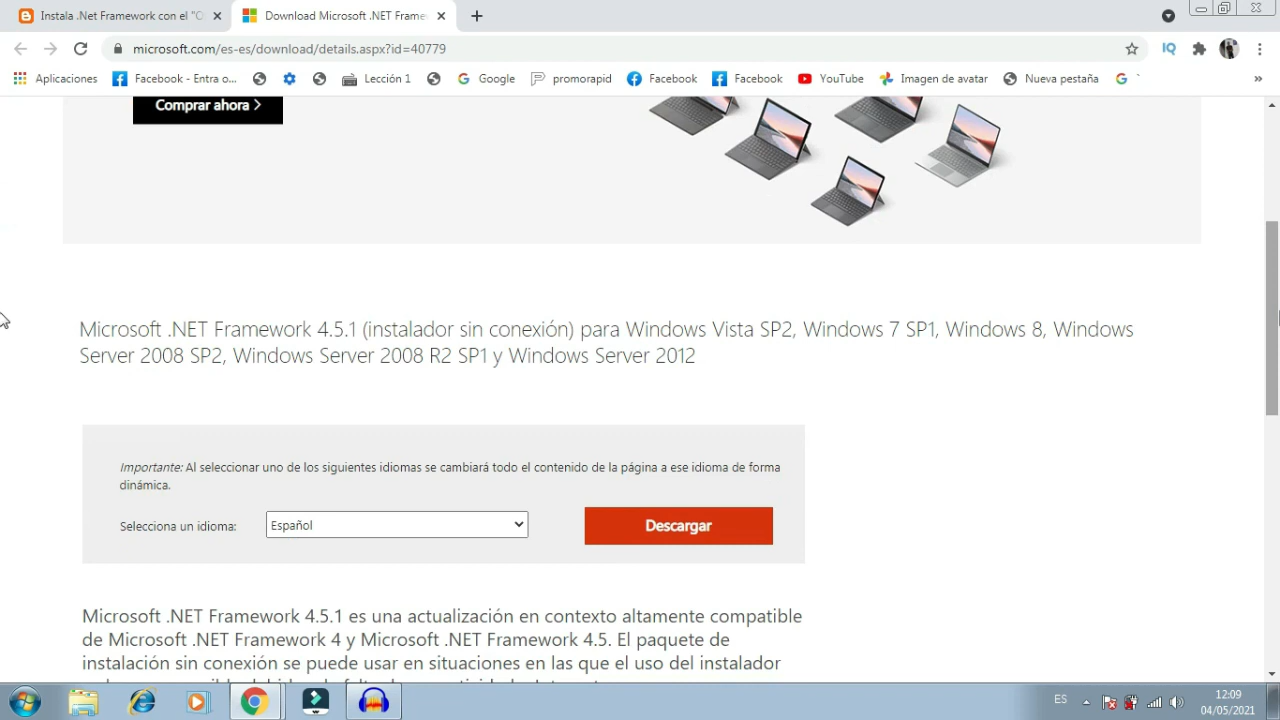 Instala .Net Framework con el "O
Download Microsoft .NET Frame
microsoft.com/es-es/download/details.aspx?id=40779
IQ
Aplicaciones
Facebook - Entra o...
Lección 1
Google
promorapid
Facebook
Facebook
YouTube
Imagen de avatar
Nueva pestaña
Comprar ahora
Microsoft .NET Framework 4.5.1 (instalador sin conexión) para Windows Vista SP2, Windows 7 SP1, Windows 8, Windows
Server 2008 SP2, Windows Server 2008 R2 SP1 y Windows Server 2012
Importante: Al seleccionar uno de los siguientes idiomas se cambiará todo el contenido de la página a ese idioma de forma
dinámica.
Selecciona un idioma:
Español
Descargar
Microsoft .NET Framework 4.5.1 es una actualización en contexto altamente compatible
de Microsoft .NET Framework 4 y Microsoft .NET Framework 4.5. El paquete de
instalación sin conexión se puede usar en situaciones en las que el uso del instalador
ES
12:09
04/05/2021